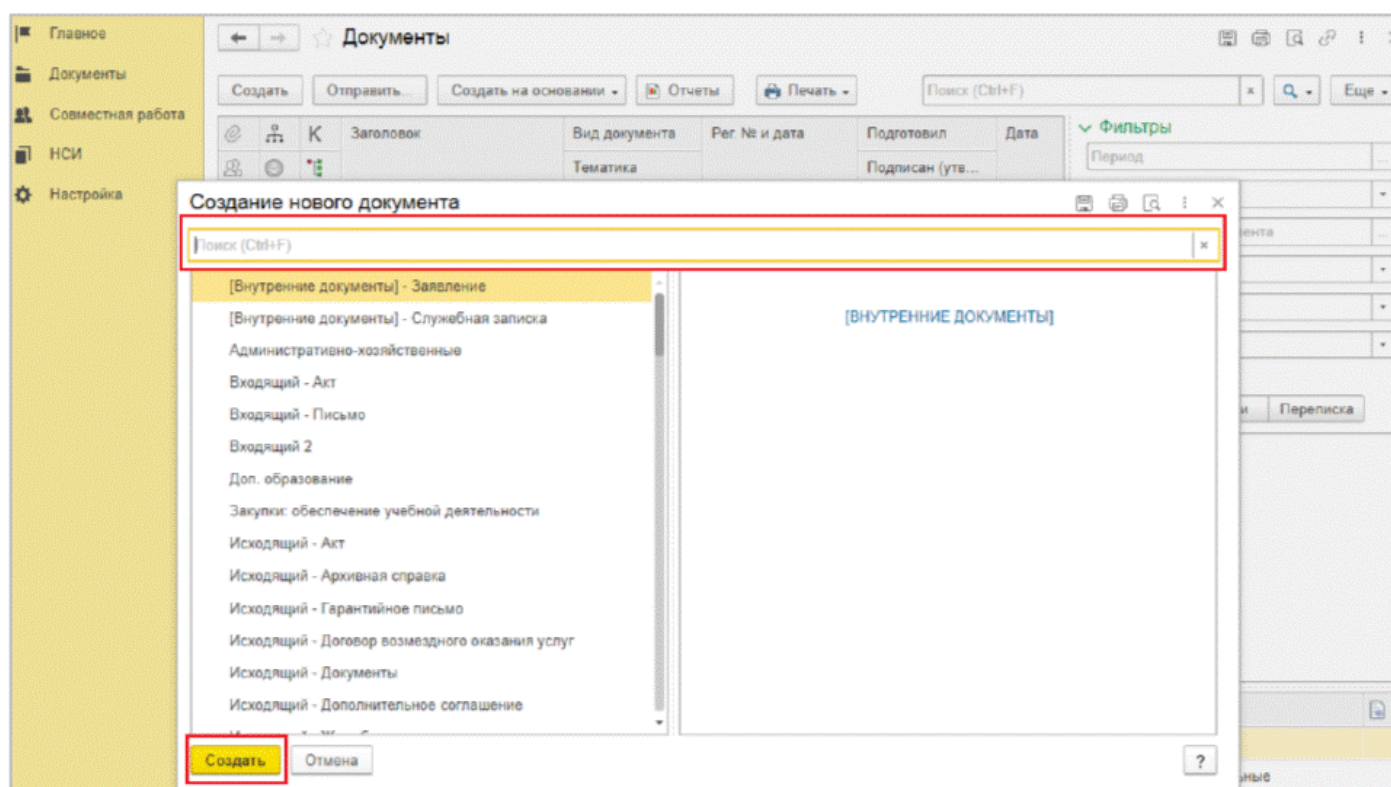 Главное
Документы
Совместная работа
НСИ
Настройка
Документы
Создать Отправить... Создать на основании Отчеты Печать Поиск (Ctrl+F) Еще
К Заголовок Вид документа Рег. № и дата Подготовил Дата
Тематика Подписан (утв...
Фильтры
Период
Создание нового документа
Поиск (Ctrl+F)
[Внутренние документы] - Заявление
[Внутренние документы] - Служебная записка
Административно-хозяйственные
Входящий - Акт
Входящий - Письмо
Входящий 2
Доп. образование
Закупки: обеспечение учебной деятельности
Исходящий - Акт
Исходящий - Архивная справка
Исходящий - Гарантийное письмо
Исходящий - Договор возмездного оказания услуг
Исходящий - Документы
Исходящий - Дополнительное соглашение
[ВНУТРЕННИЕ ДОКУМЕНТЫ]
Создать Отмена ?
Переписка